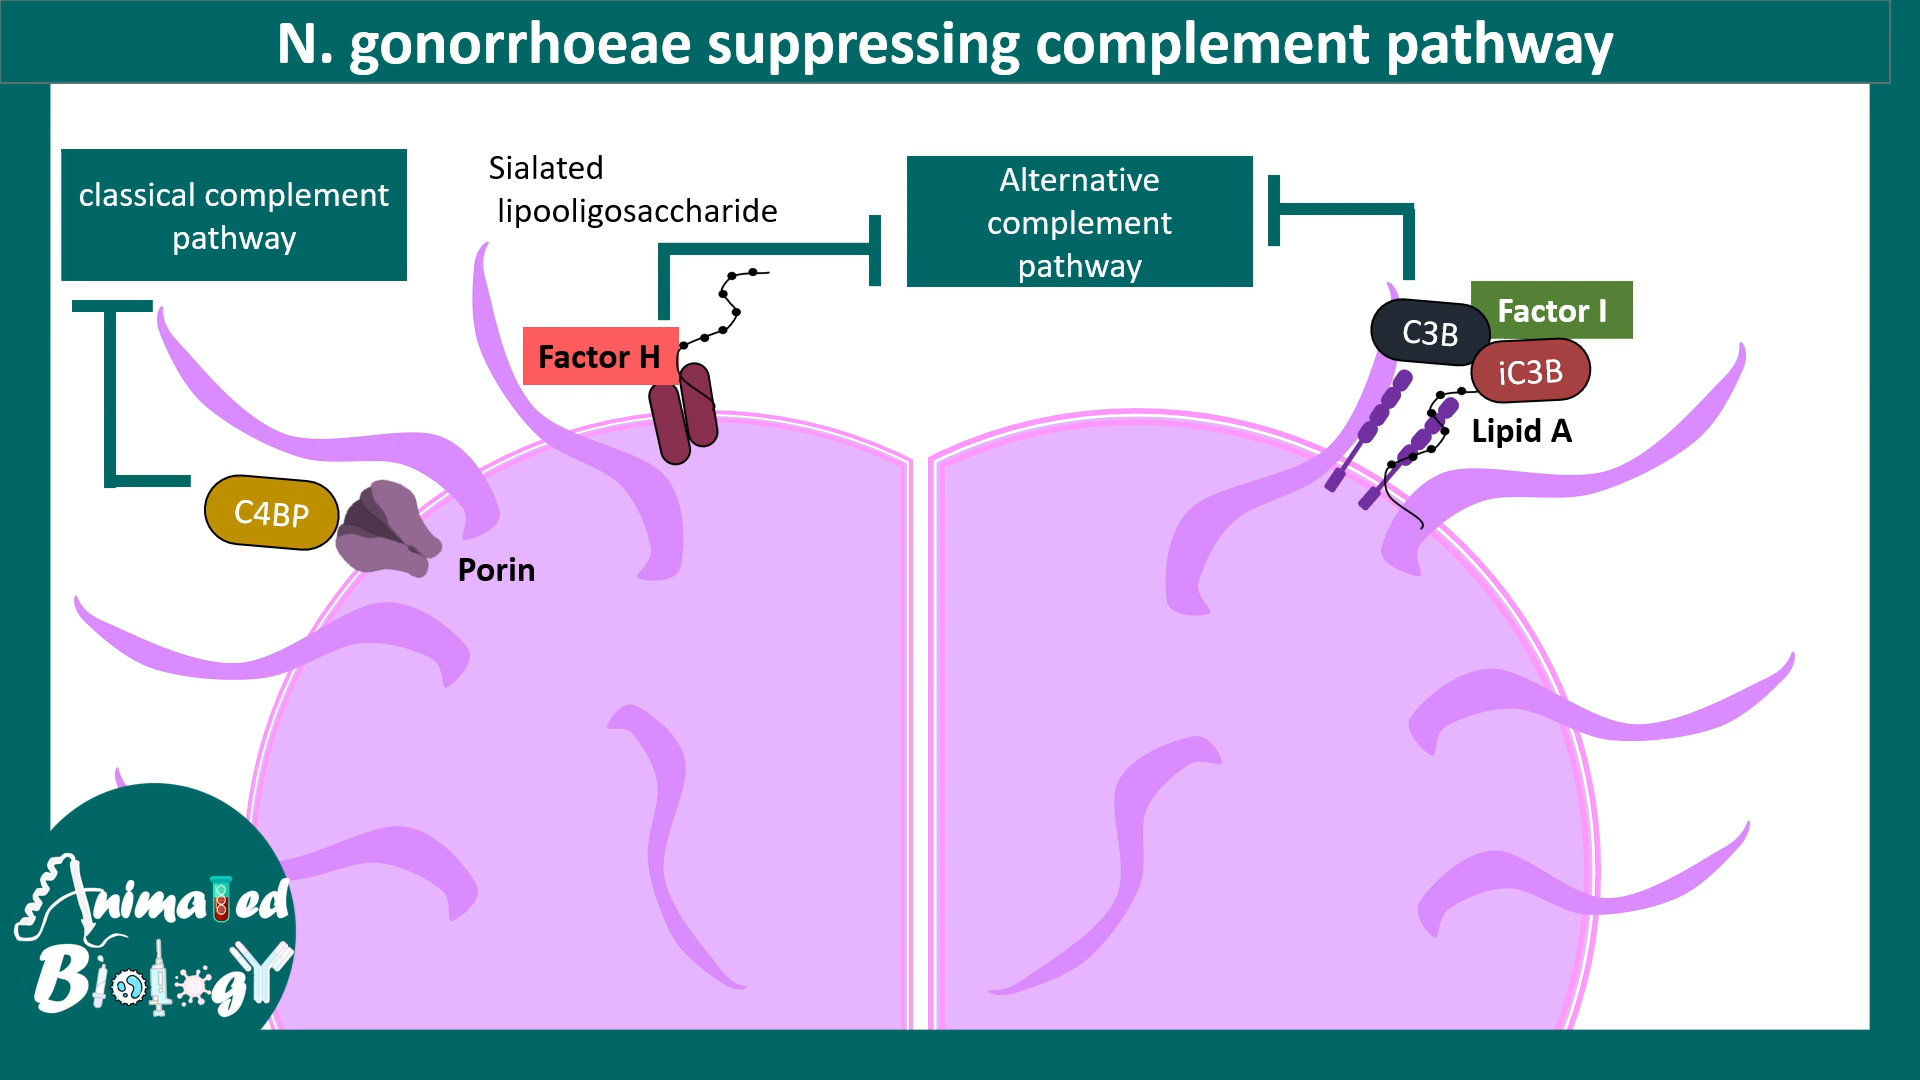 N. gonorrhoeae suppressing complement pathway
classical complement
pathway
Sialated
lipooligosaccharide
Alternative
complement
pathway
Factor H
C3B
Factor I
iC3B
Lipid A
C4BP
Porin
Animated
BiologY